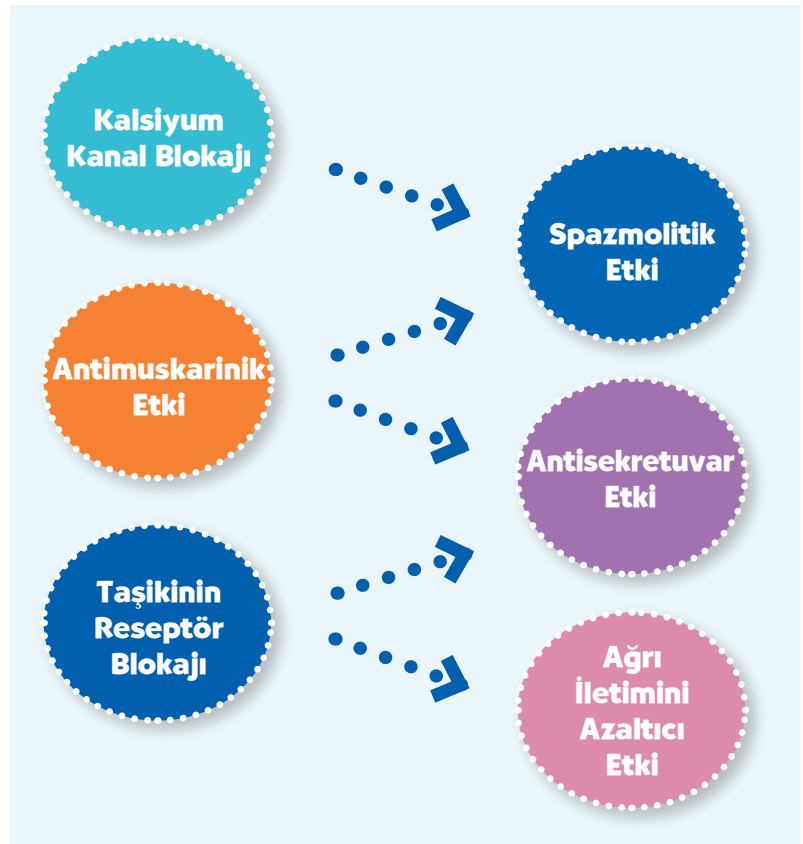 Kalsiyum
Kanal Blokajı
Spazmolitik
Etki
Antimuskarinik
Etki
Antisekretuvar
Etki
Taşikinin
Reseptör
Blokajı
Ağrı
İletimini
Azaltıcı
Etki